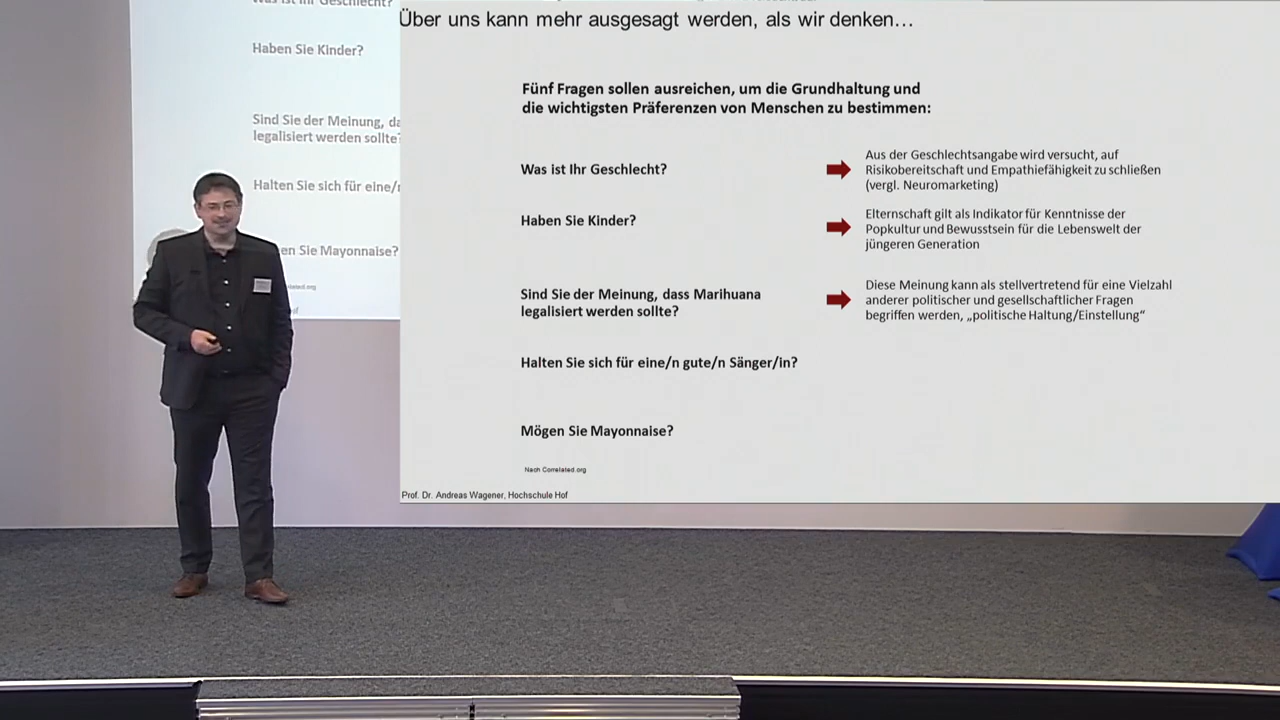 Was ist Ihr Geschlecht?
Haben Sie Kinder?
Sind Sie der Meinung, da
legalisiert werden sollte?
Halten Sie sich für eine/n
en Sie Mayonnaise?
Über uns kann mehr ausgesagt werden, als wir denken…
Fünf Fragen sollen ausreichen, um die Grundhaltung und
die wichtigsten Präferenzen von Menschen zu bestimmen:
Was ist Ihr Geschlecht?
Aus der Geschlechtsangabe wird versucht, auf
Risikobereitschaft und Empathiefähigkeit zu schließen
(vergl. Neuromarketing)
Haben Sie Kinder?
Elternschaft gilt als Indikator für Kenntnisse der
Popkultur und Bewusstsein für die Lebenswelt der
jüngeren Generation
Sind Sie der Meinung, dass Marihuana
legalisiert werden sollte?
Diese Meinung kann als stellvertretend für eine Vielzahl
anderer politischer und gesellschaftlicher Fragen
begriffen werden, „politische Haltung/Einstellung“
Halten Sie sich für eine/n gute/n Sänger/in?
Mögen Sie Mayonnaise?
Nach Correlated.org
Prof. Dr. Andreas Wagener, Hochschule Hof